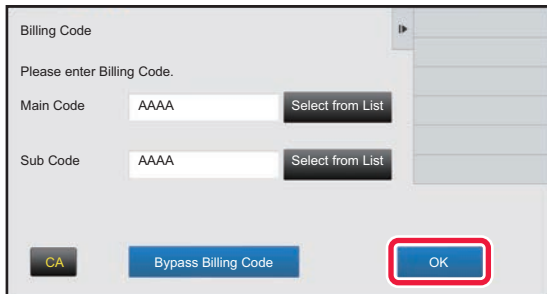 Billing Code
Please enter Billing Code.
Main Code AAAA Select from List
Sub Code AAAA Select from List
CA Bypass Billing Code OK